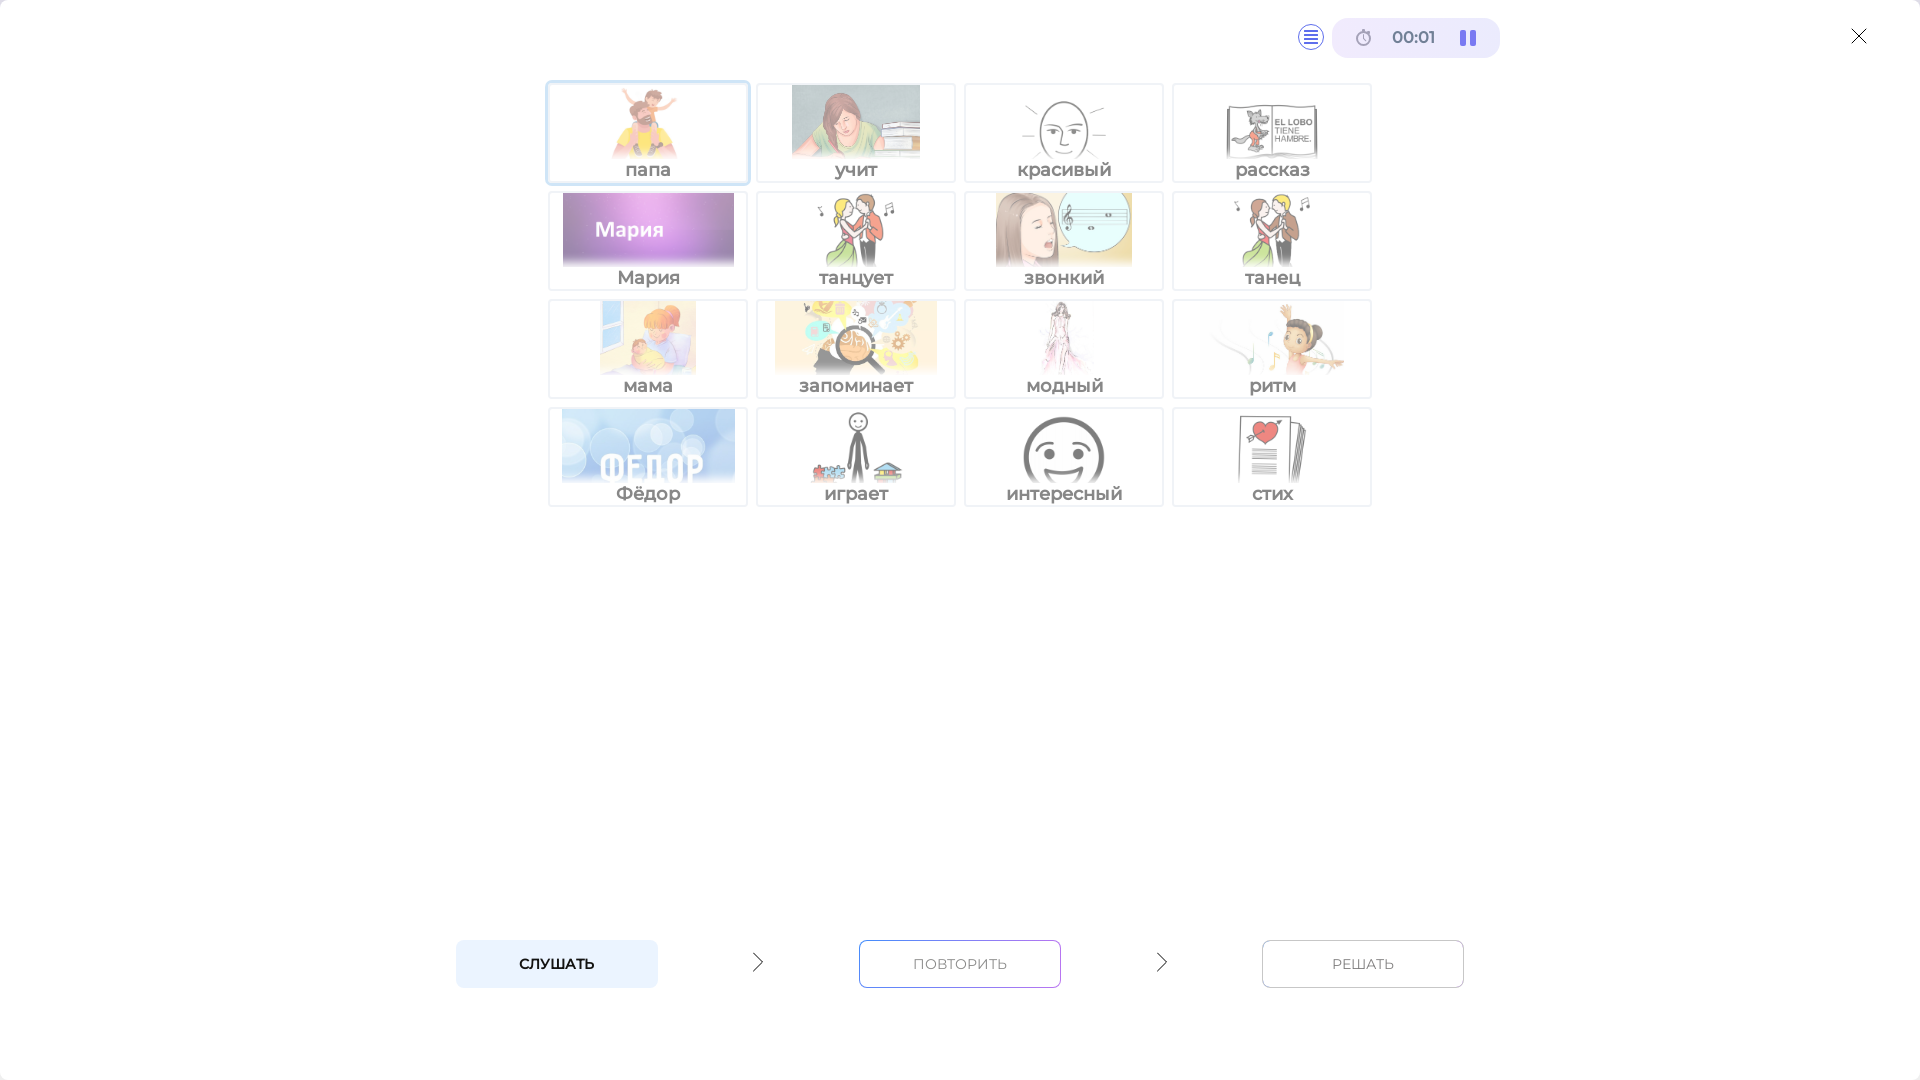 00:01
папа
учит
красивый
EL LOBO
TIENE
HAMBRE.
рассказ
Мария
Мария
танцует
звонкий
танец
мама
запоминает
модный
ритм
ФЕДОР
Фёдор
играет
интересный
стих
СЛУШАТЬ
ПОВТОРИТЬ
РЕШАТЬ